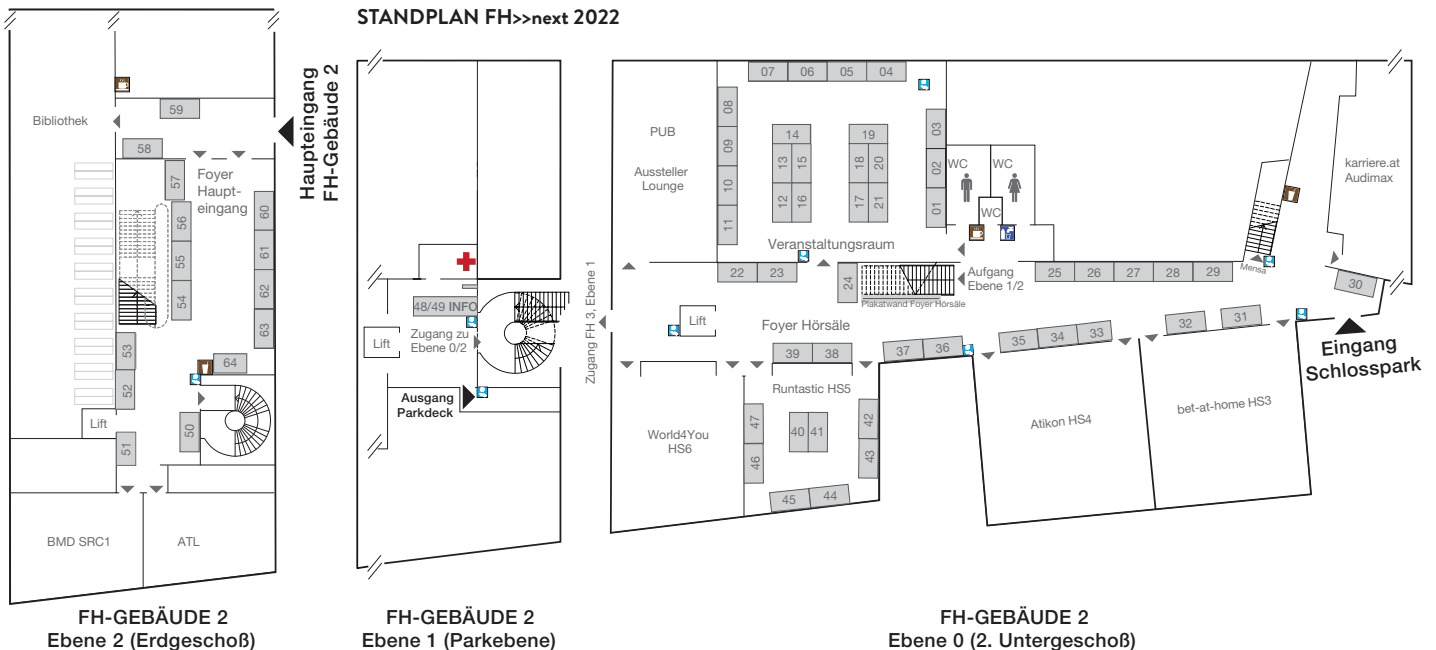 STANDPLAN FH>>next 2022
Bibliothek
59
58
57
Foyer
Haupt-
eingang
56
55
54
53
52
51
50
60
61
62
63
64
Lift
BMD SRC1
ATL
Haupteingang
FH-Gebäude 2
FH-GEBÄUDE 2
Ebene 2 (Erdgeschoß)
48/49 INFO
Lift
Zugang zu
Ebene 0/2
Ausgang
Parkdeck
FH-GEBÄUDE 2
Ebene 1 (Parkebene)
Zugang FH 3, Ebene 1
PUB
Aussteller
Lounge
07
06
05
04
08
09
10
11
14
13
15
12
16
19
18
20
17
21
03
02
01
WC
WC
WC
Veranstaltungsraum
22
23
24
Aufgang
Ebene 1/2
Plakatwand Foyer Hörsäle
25
26
27
28
29
Mensa
karriere.at
Audimax
30
Lift
Foyer Hörsäle
39
38
37
36
35
34
33
32
31
Eingang
Schlosspark
Runtastic HS5
47
46
40
41
42
43
45
44
World4You
HS6
Atikon HS4
bet-at-home HS3
FH-GEBÄUDE 2
Ebene 0 (2. Untergeschoß)